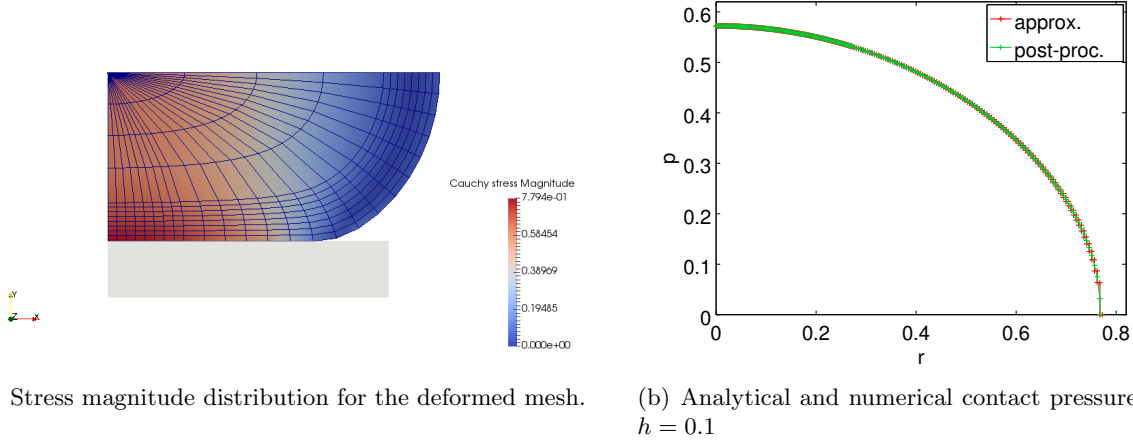 Cauchy stress Magnitude
7.794e-01
0.58454
0.38969
0.19485
0.000e+00
Y
Z
X
0.6
0.5
0.4
0.3
0.2
0.1
0
p
approx.
post-proc.
0 0.2 0.4 0.6 0.8
r
Stress magnitude distribution for the deformed mesh.
(b) Analytical and numerical contact pressure
h = 0.1